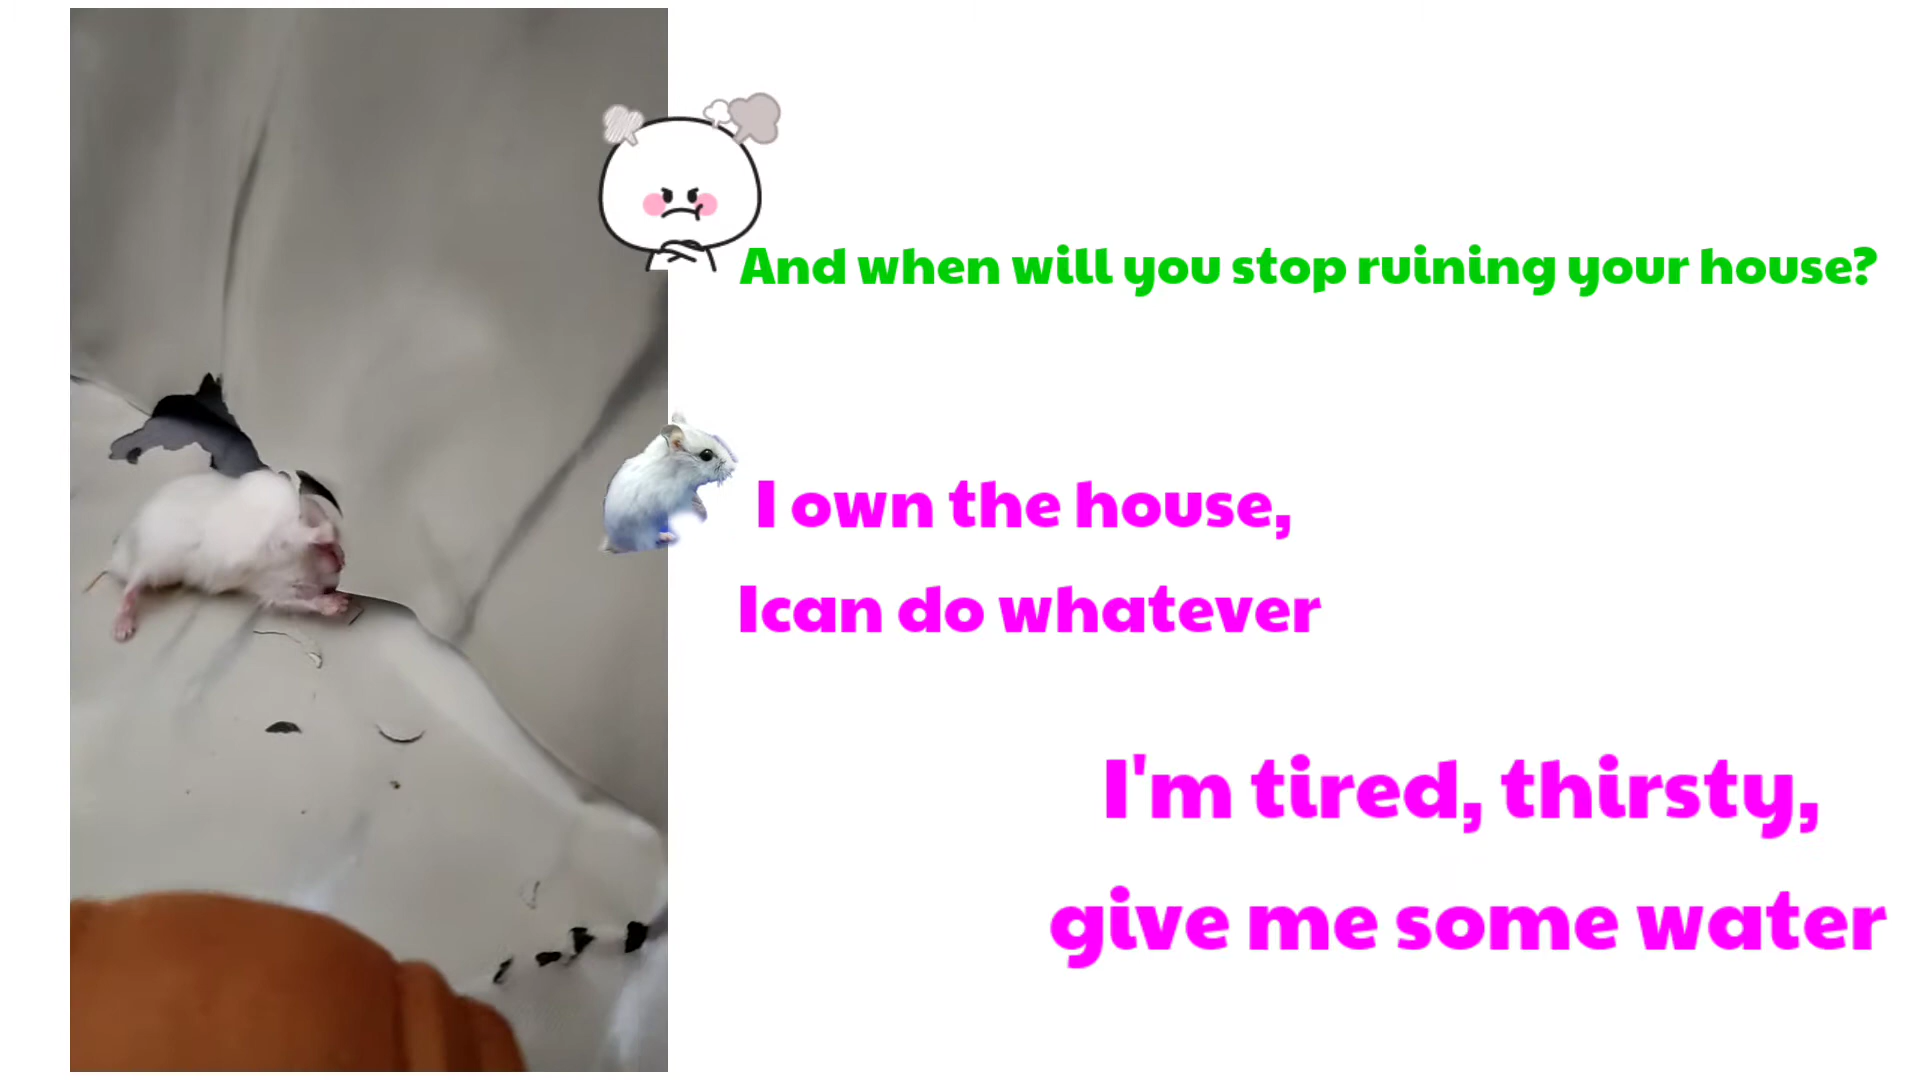 And when will you stop ruining your house?
I own the house,
Ican do whatever
I'm tired, thirsty,
give me some water